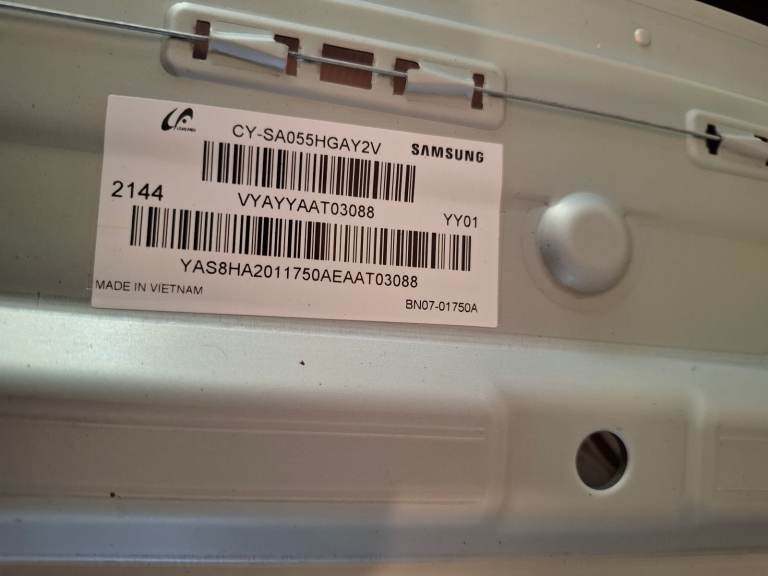 CY-SA055HGAY2V
SAMSUNG
2144
VYAYYAAT03088
YY01
YAS8HA2011750AEAAT03088
MADE IN VIETNAM
BN07-01750A